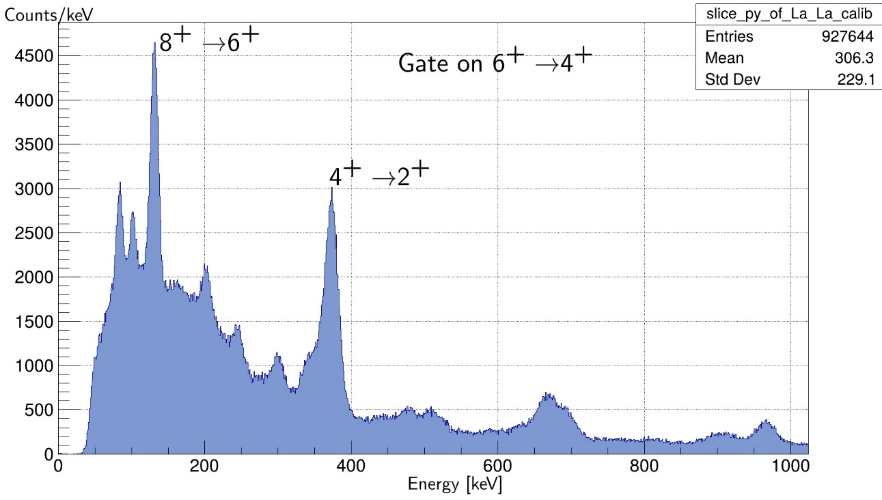 Counts/keV
slice_py_of_La_La_calib
Entries 927644
Mean 306.3
Std Dev 229.1
8⁺ →6⁺
Gate on 6⁺ →4⁺
4⁺ →2⁺
4500
4000
3500
3000
2500
2000
1500
1000
500
0
0 200 400 600 800 1000
Energy [keV]